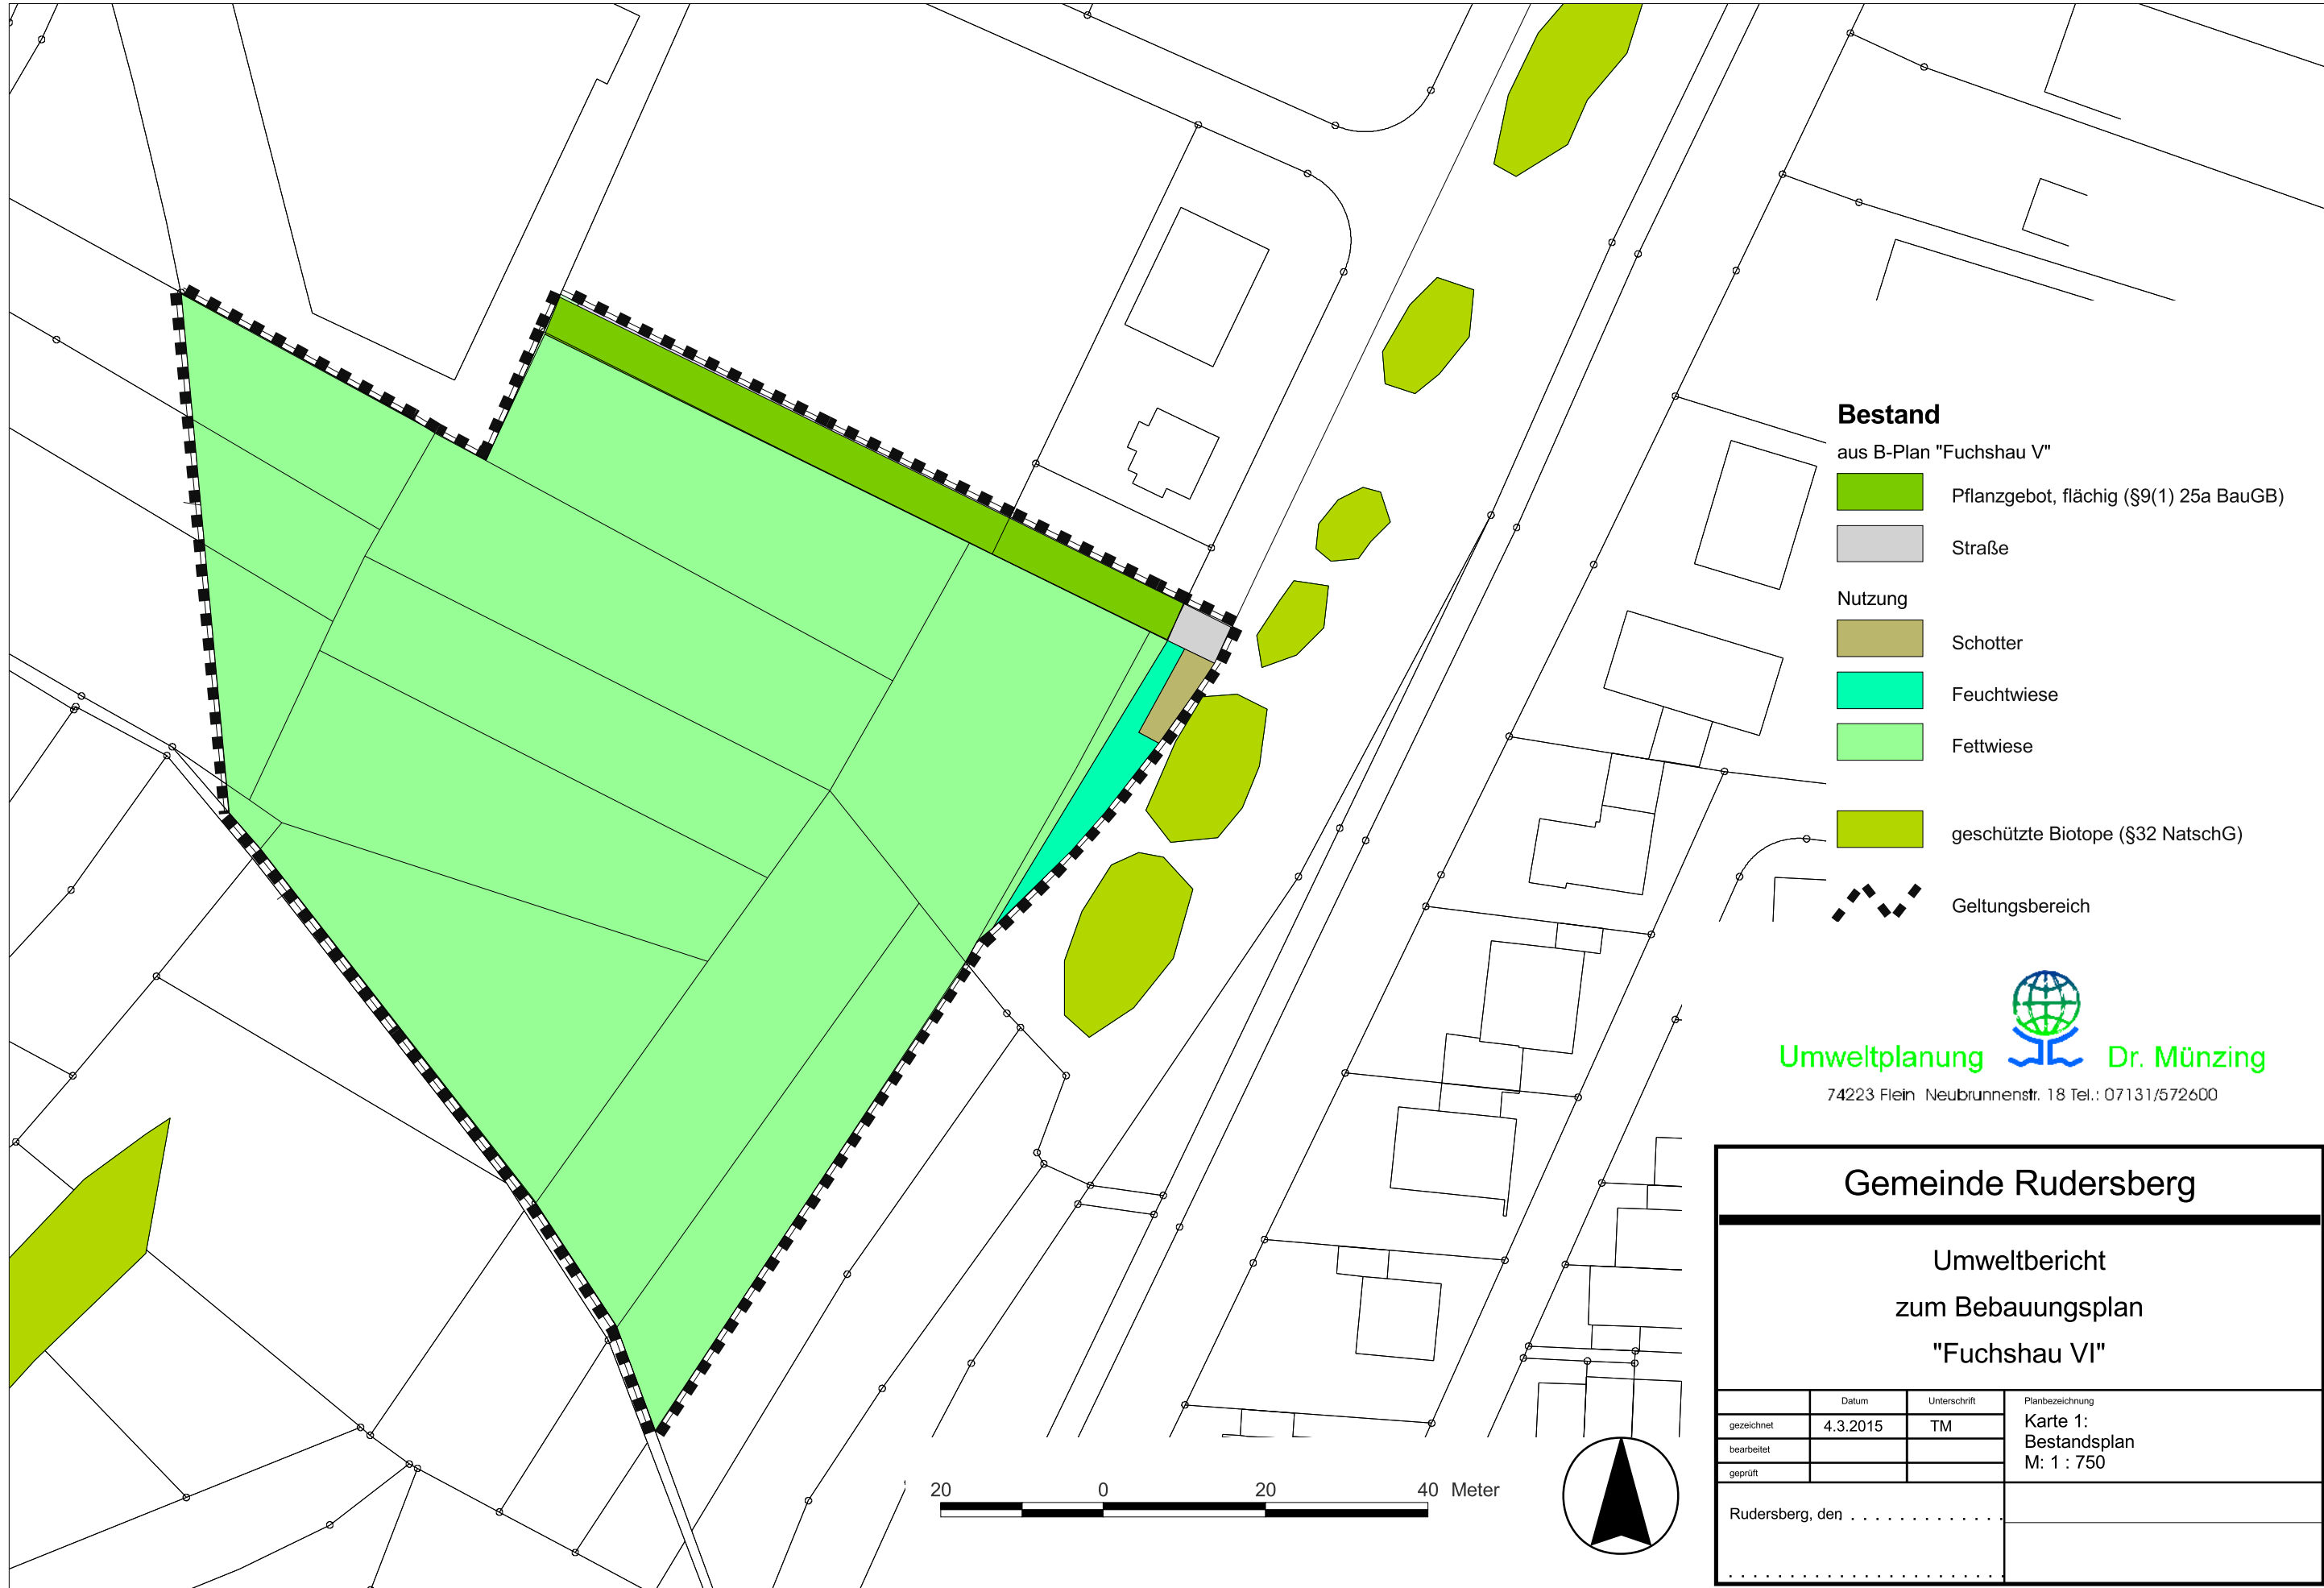 Bestand
aus B-Plan "Fuchshau V"
Pflanzgebot, flächig (§9(1) 25a BauGB)
Straße
Nutzung
Schotter
Feuchtwiese
Fettwiese
geschützte Biotope (§32 NatschG)
Geltungsbereich
Umweltplanung Dr. Münzing
74223 Flein Neubrunnenstr. 18 Tel.: 07131/572600
Gemeinde Rudersberg
Umweltbericht
zum Bebauungsplan
"Fuchshau VI"
Datum Unterschrift Planbezeichnung
gezeichnet 4.3.2015 TM
bearbeitet
geprüft
Karte 1:
Bestandsplan
M: 1 : 750
Rudersberg, den . . . . . . . . . . . . . .
. . . . . . . . . . . . . . . . . . . . . . .
20 0 20 40 Meter